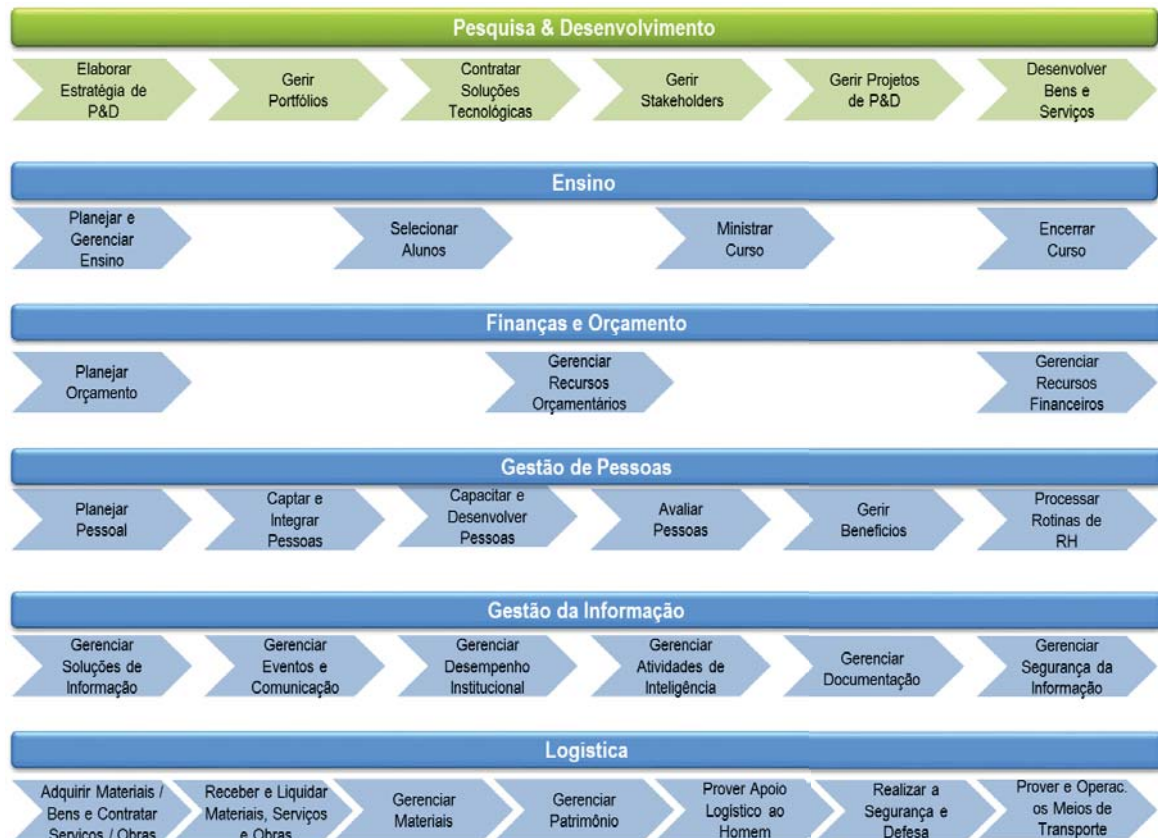 Pesquisa & Desenvolvimento
Elaborar
Estratégia de
P&D
Gerir
Portfólios
Contratar
Soluções
Tecnológicas
Gerir
Stakeholders
Gerir Projetos
de P&D
Desenvolver
Bens e
Serviços
Ensino
Planejar e
Gerenciar
Ensino
Selecionar
Alunos
Ministrar
Curso
Encerrar
Curso
Finanças e Orçamento
Planejar
Orçamento
Gerenciar
Recursos
Orçamentários
Gerenciar
Recursos
Financeiros
Gestão de Pessoas
Planejar
Pessoal
Captar e
Integrar
Pessoas
Capacitar e
Desenvolver
Pessoas
Avaliar
Pessoas
Gerir
Benefícios
Processar
Rotinas de
RH
Gestão da Informação
Gerenciar
Soluções de
Informação
Gerenciar
Eventos e
Comunicação
Gerenciar
Desempenho
Institucional
Gerenciar
Atividades de
Inteligência
Gerenciar
Documentação
Gerenciar
Segurança da
Informação
Logística
Adquirir Materiais /
Bens e Contratar
Serviços / Obras
Receber e Liquidar
Materiais, Serviços
e Obras
Gerenciar
Materiais
Gerenciar
Patrimônio
Prover Apoio
Logístico ao
Homem
Realizar a
Segurança e
Defesa
Prover e Operac.
os Meios de
Transporte